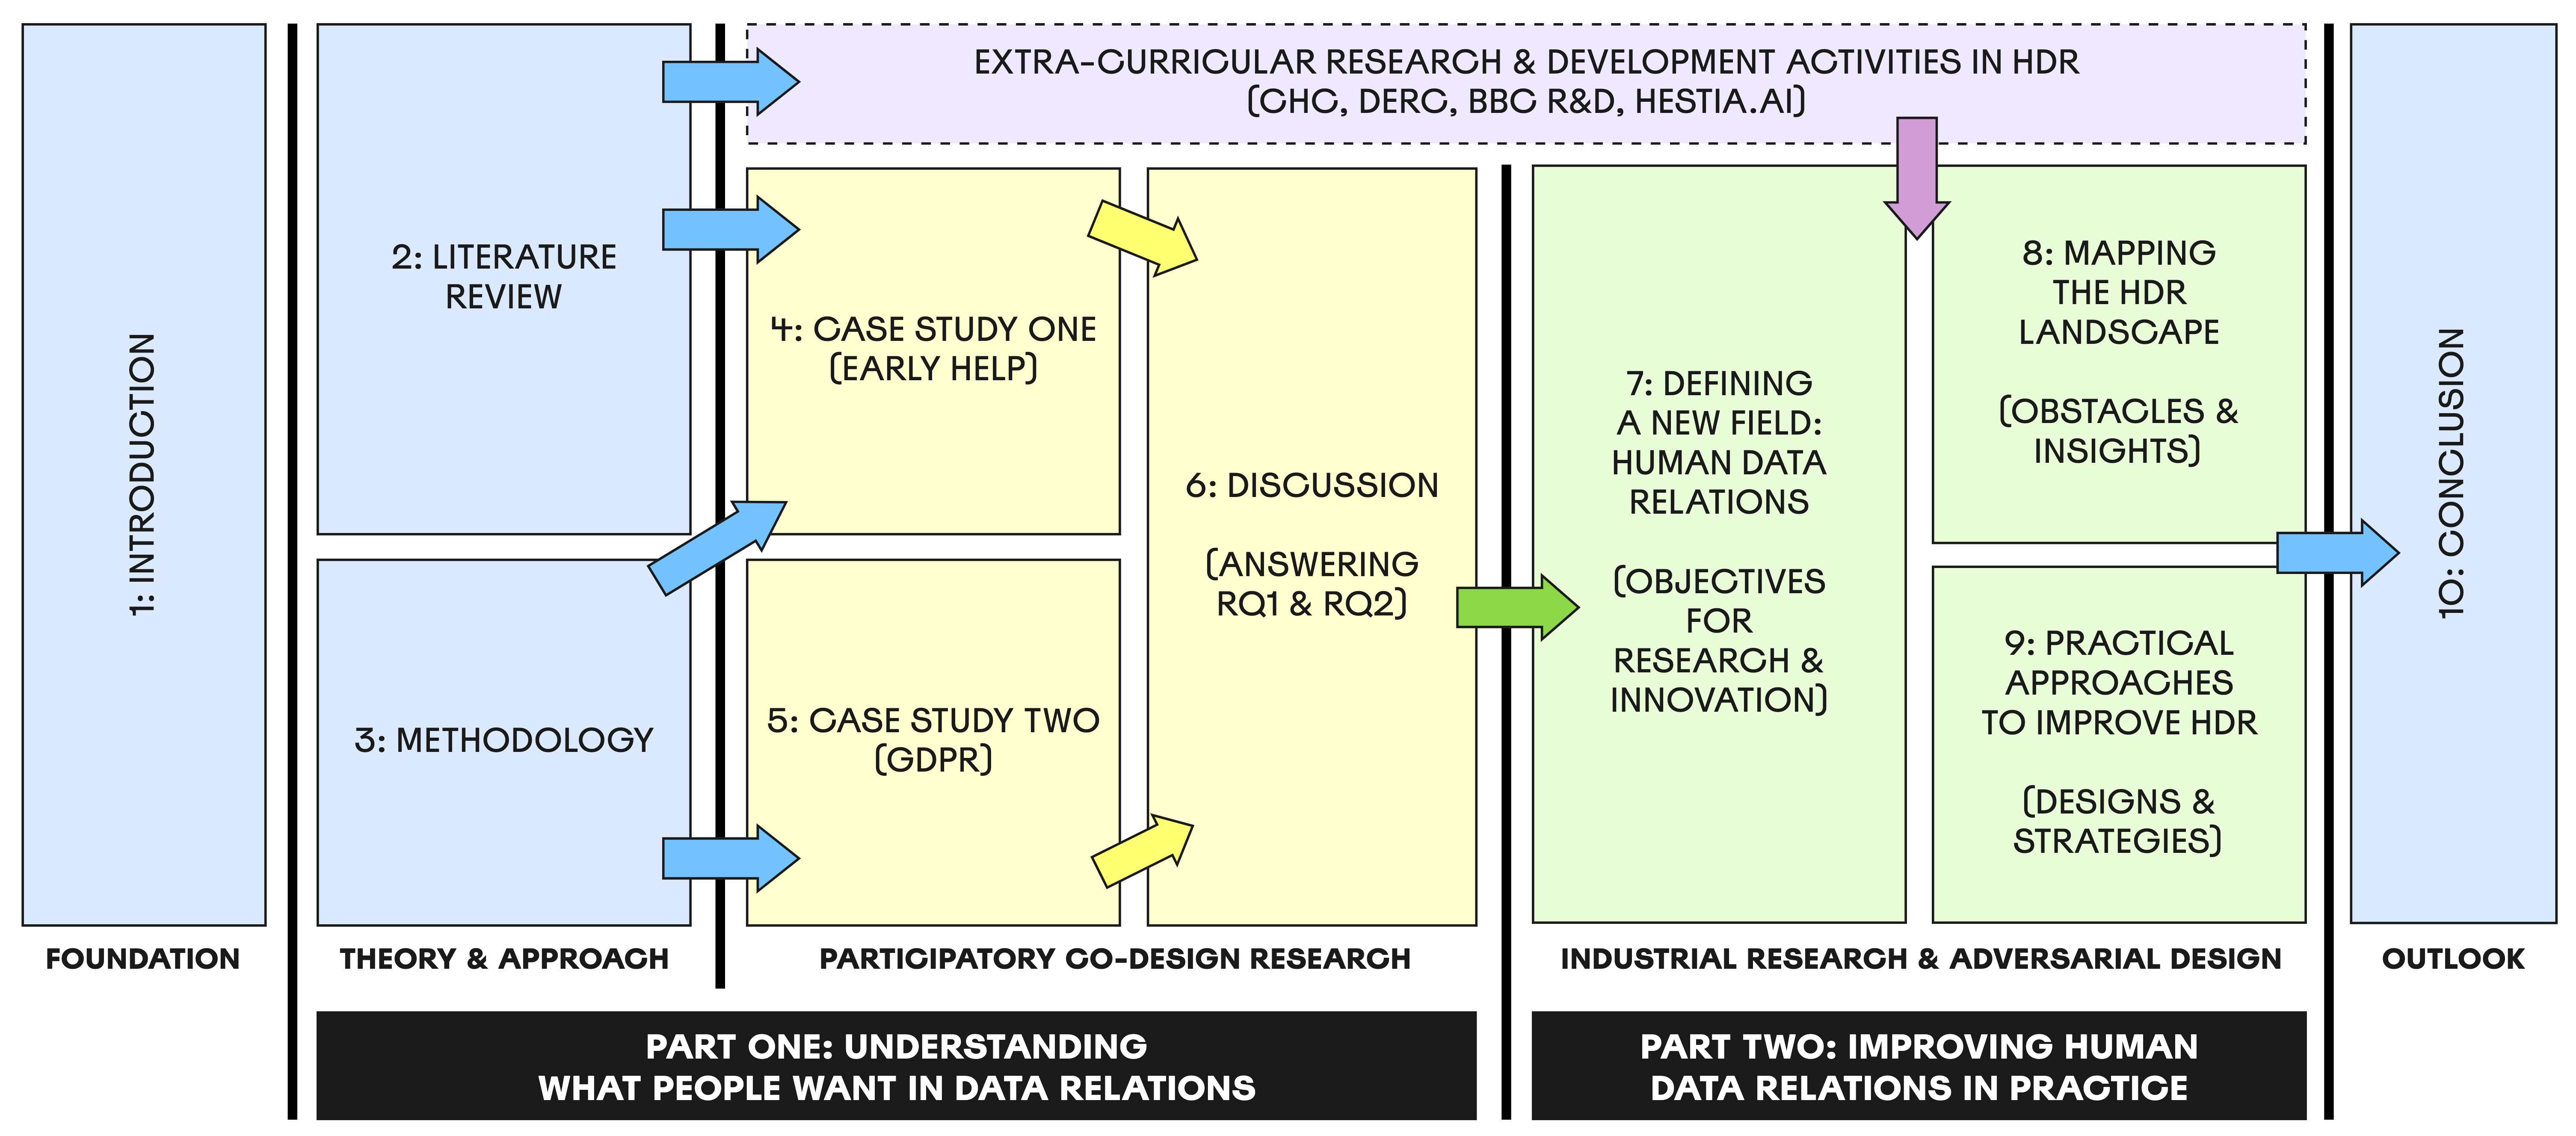 1: INTRODUCTION
FOUNDATION
2: LITERATURE
REVIEW
3: METHODOLOGY
THEORY & APPROACH
EXTRA-CURRICULAR RESEARCH & DEVELOPMENT ACTIVITIES IN HDR
(CHC, DERC, BBC R&D, HESTIA.AI)
4: CASE STUDY ONE
(EARLY HELP)
5: CASE STUDY TWO
(GDPR)
6: DISCUSSION
(ANSWERING
RQ1 & RQ2)
PARTICIPATORY CO-DESIGN RESEARCH
PART ONE: UNDERSTANDING
WHAT PEOPLE WANT IN DATA RELATIONS
7: DEFINING
A NEW FIELD:
HUMAN DATA
RELATIONS
(OBJECTIVES
FOR
RESEARCH &
INNOVATION)
8: MAPPING
THE HDR
LANDSCAPE
(OBSTACLES &
INSIGHTS)
9: PRACTICAL
APPROACHES
TO IMPROVE HDR
(DESIGNS &
STRATEGIES)
INDUSTRIAL RESEARCH & ADVERSARIAL DESIGN
PART TWO: IMPROVING HUMAN
DATA RELATIONS IN PRACTICE
10: CONCLUSION
OUTLOOK